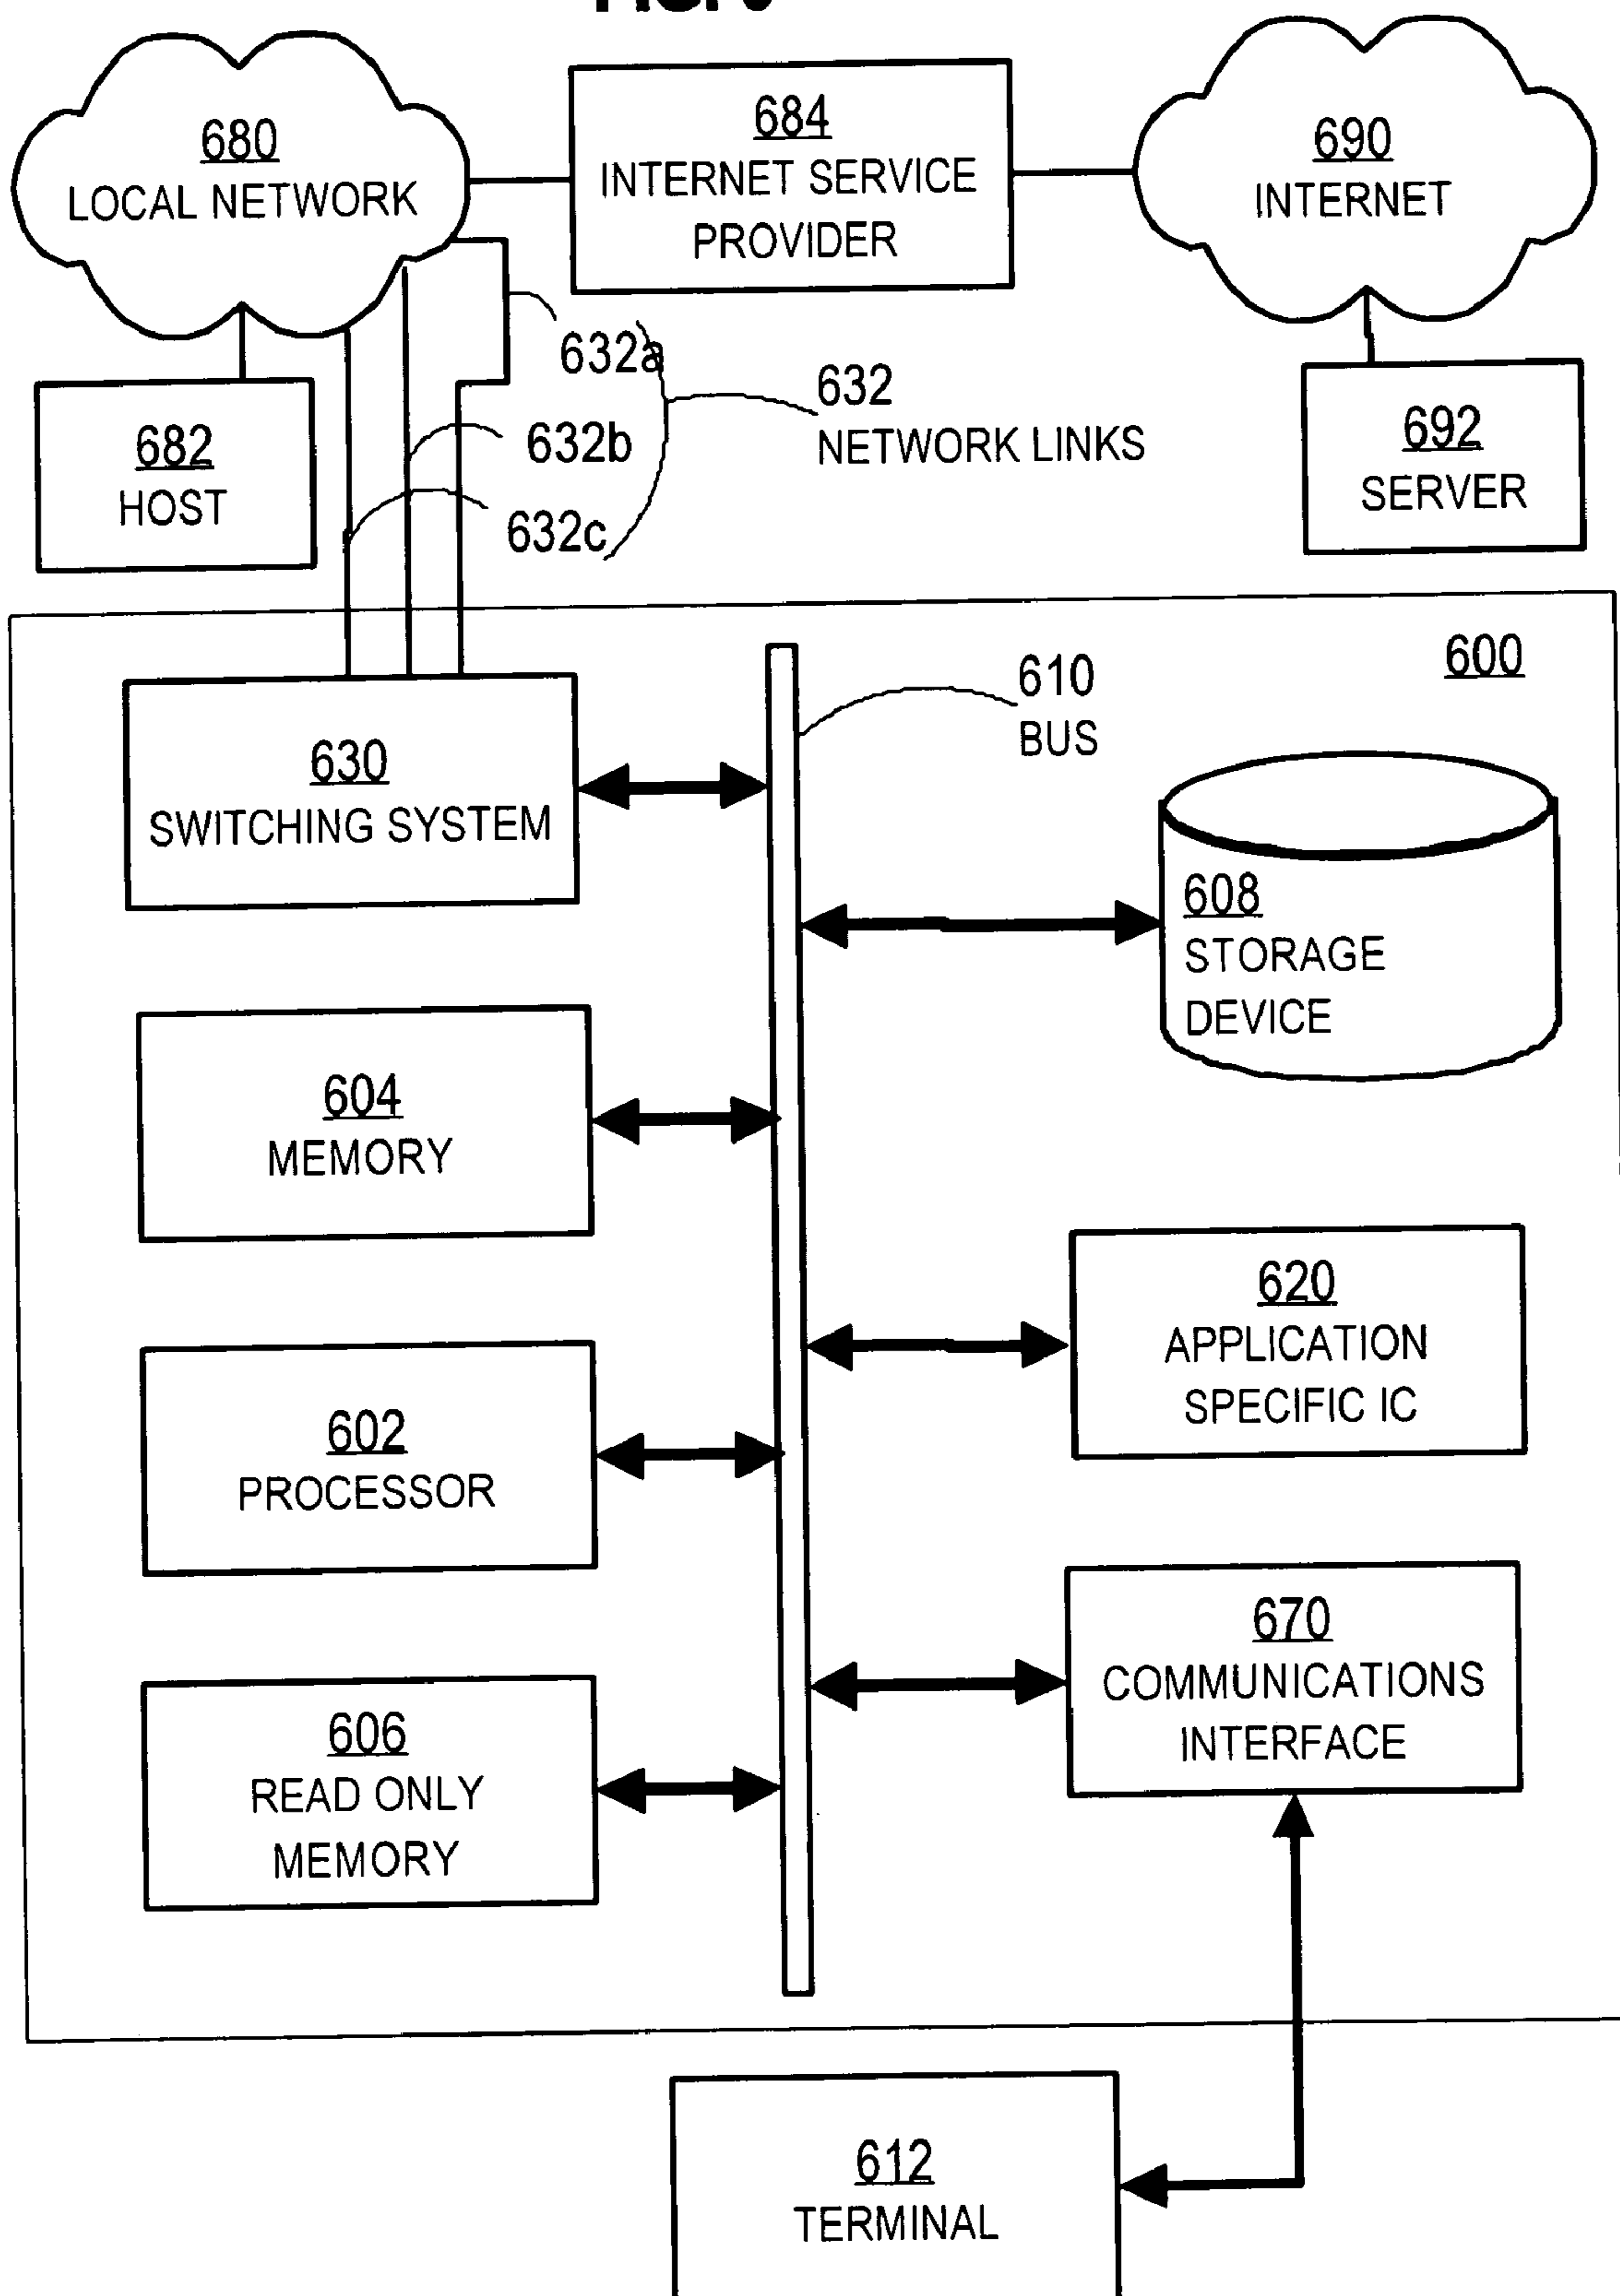 680
LOCAL NETWORK
684
INTERNET SERVICE
PROVIDER
690
INTERNET
632a
632
NETWORK LINKS
632b
632c
682
HOST
692
SERVER
600
610
BUS
630
SWITCHING SYSTEM
608
STORAGE
DEVICE
604
MEMORY
620
APPLICATION
SPECIFIC IC
602
PROCESSOR
670
COMMUNICATIONS
INTERFACE
606
READ ONLY
MEMORY
612
TERMINAL